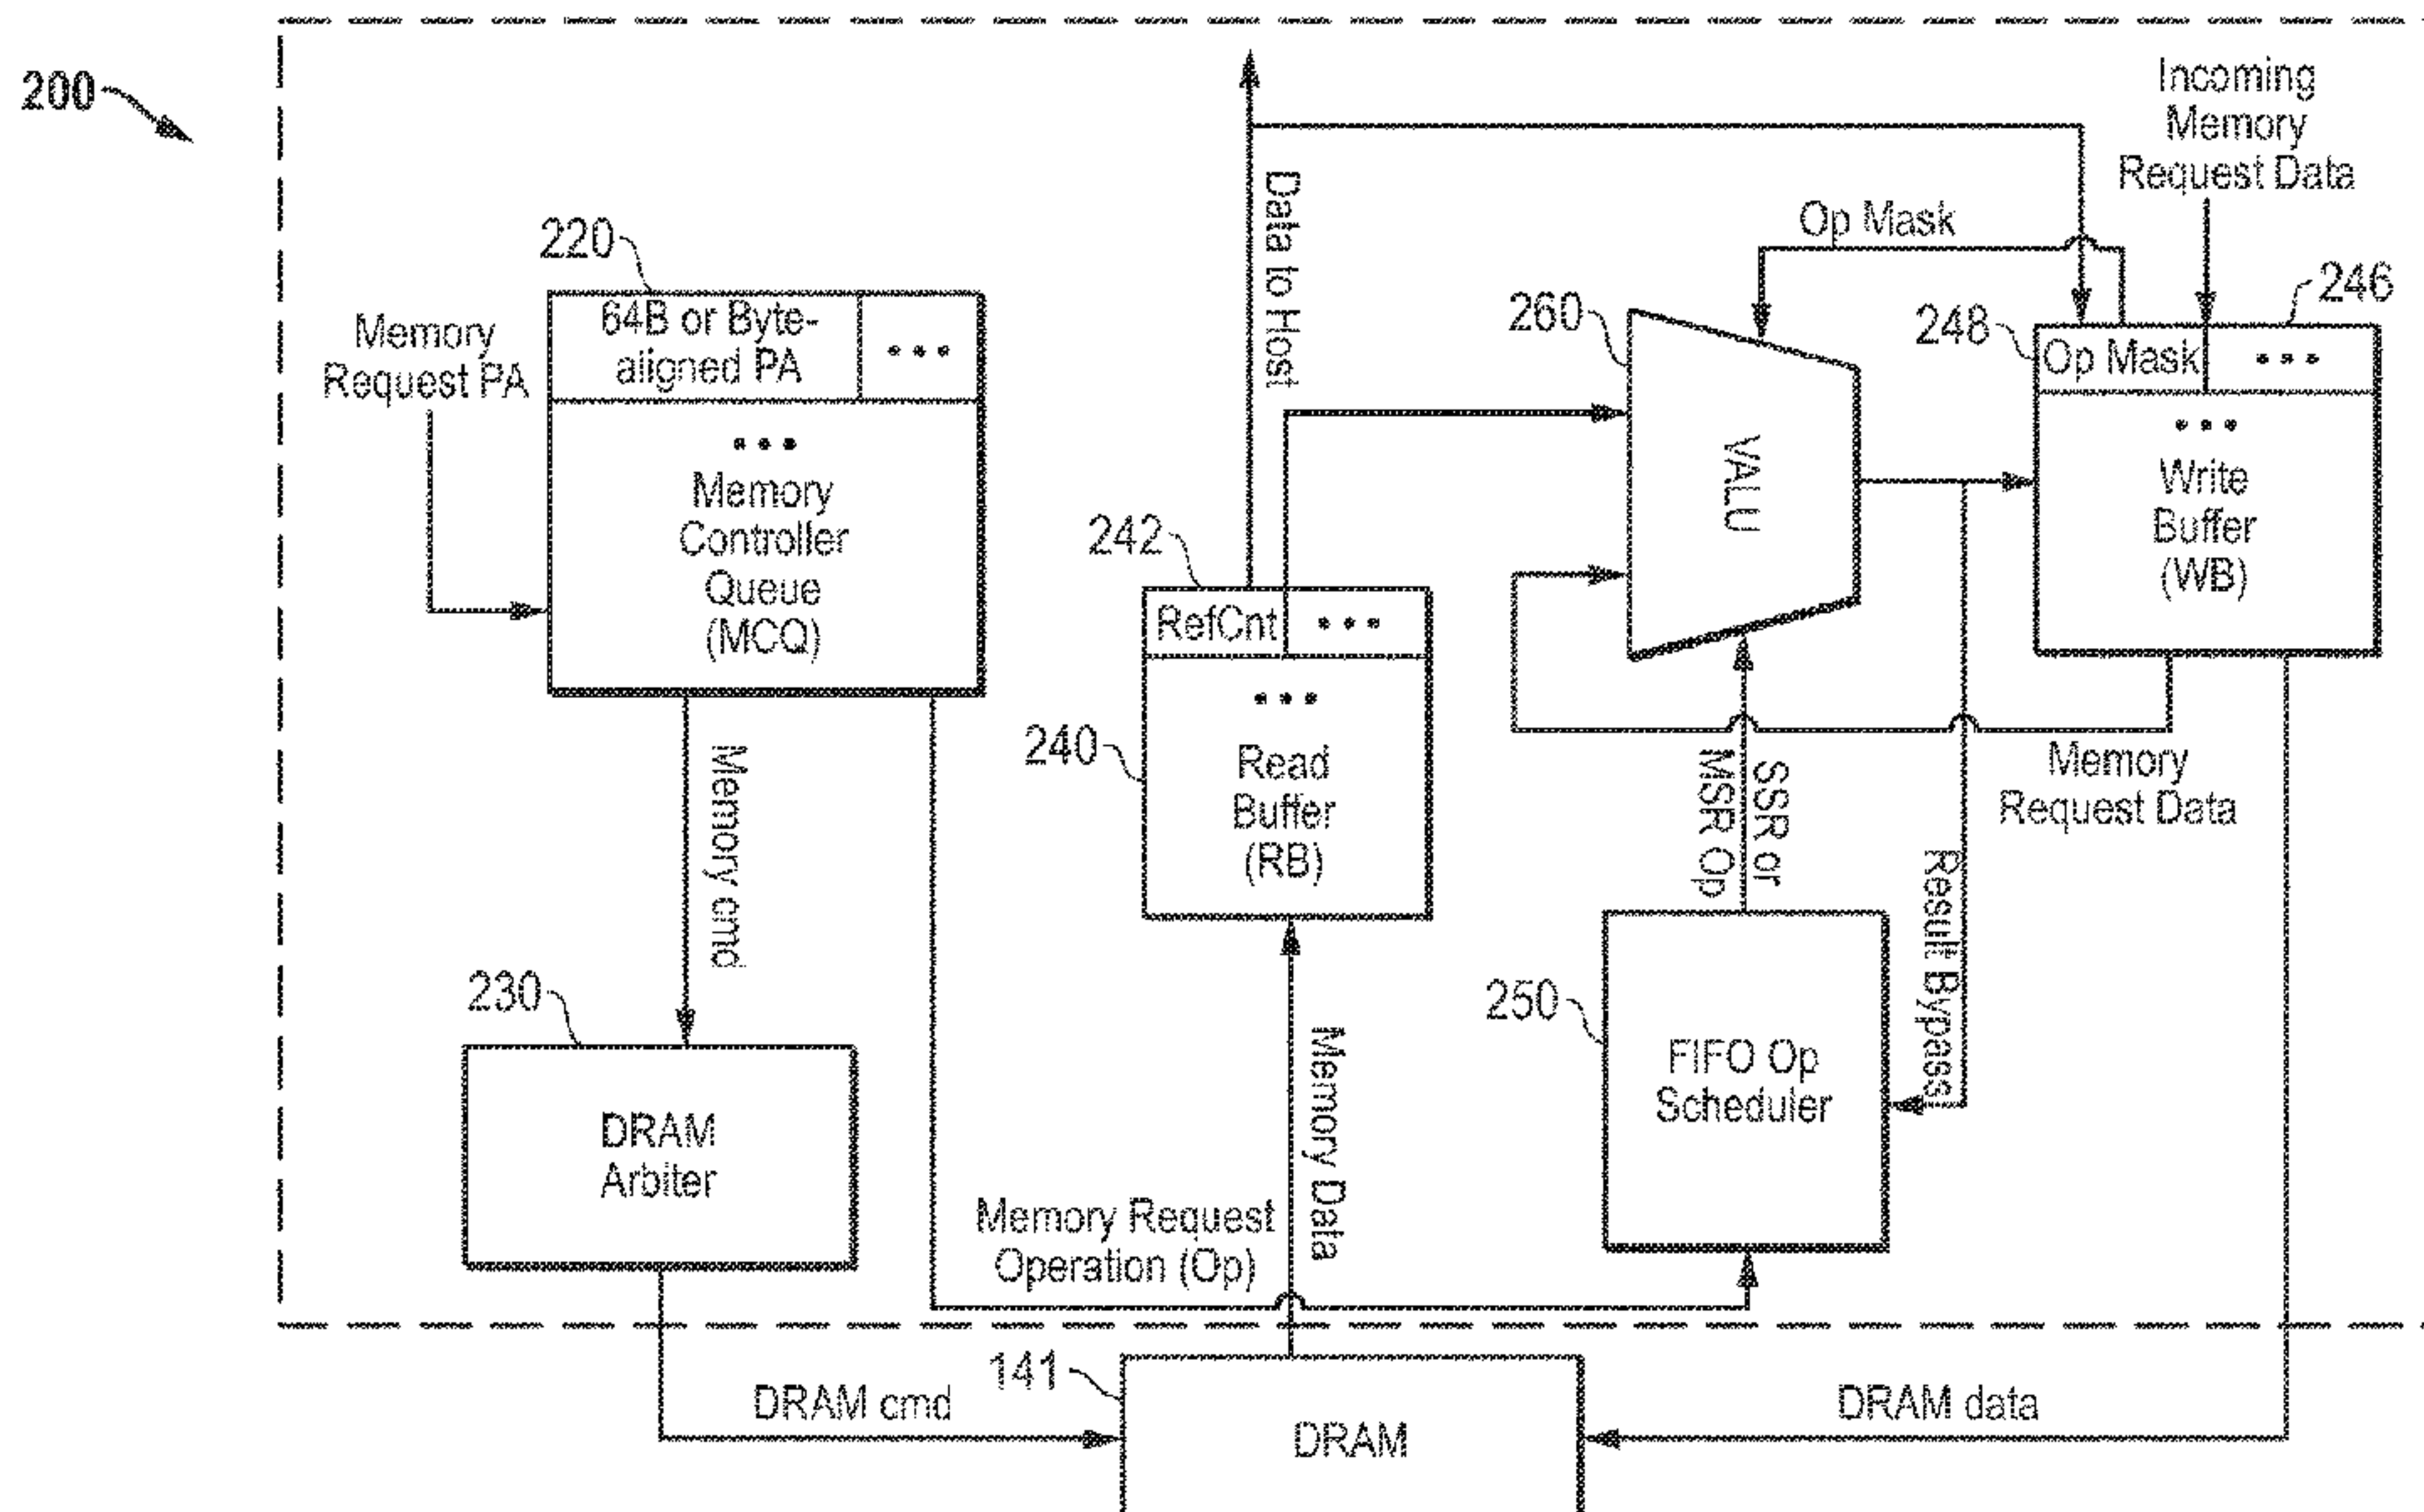 200
Incoming
Memory
Request Data
Data to Host
Op Mask
220
260
248
246
Memory
Request PA
64B or Byte-
aligned PA
•••
Op Mask
•••
•••
Memory
Controller
Queue
(MCQ)
VALU
•••
Write
Buffer
(WB)
242
RefCnt
•••
•••
240
Read
Buffer
(RB)
Memory cmd
SSR or
MSR Op
Memory
Request Data
Result Bypass
230
250
DRAM
Arbiter
FIFO Op
Scheduler
Memory Data
Memory Request
Operation (Op)
141
DRAM cmd
DRAM
DRAM data